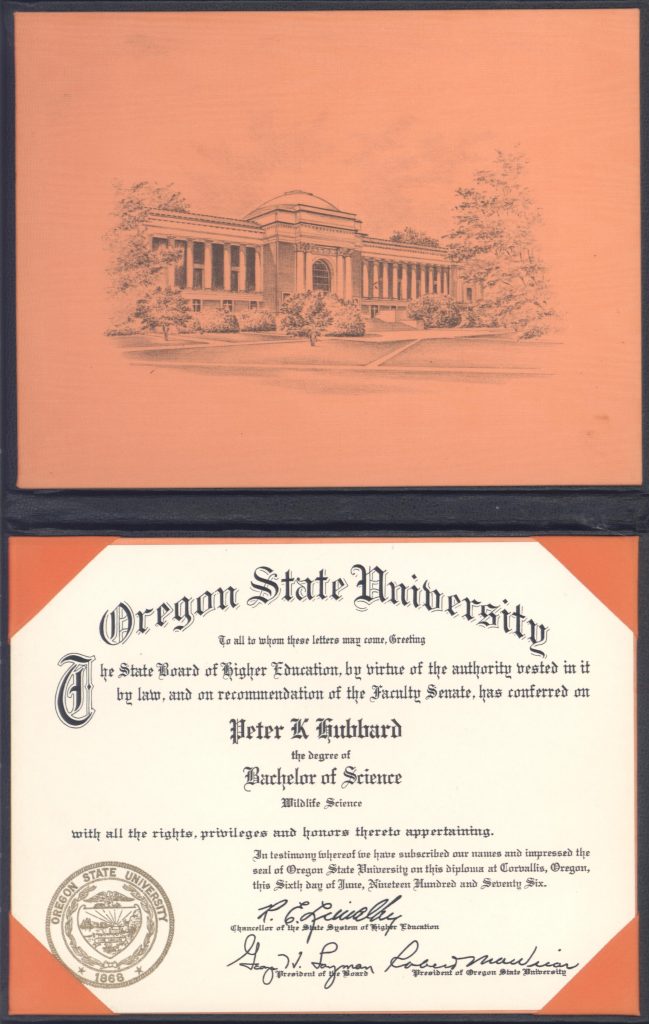 Oregon State University
To all to whom these letters may come, Greeting
The State Board of Higher Education, by virtue of the authority vested in it
by law, and on recommendation of the Faculty Senate, has conferred on
Peter K Hubbard
the degree of
Bachelor of Science
Wildlife Science
with all the rights, privileges and honors thereto appertaining.
In testimony whereof we have subscribed our names and impressed the
seal of Oregon State University on this diploma at Corvallis, Oregon,
this Sixth day of June, Nineteen Hundred and Seventy Six.
OREGON STATE UNIVERSITY
1868
R. E.
Chancellor of the State System of Higher Education
President of the Board
Robert
President of Oregon State University